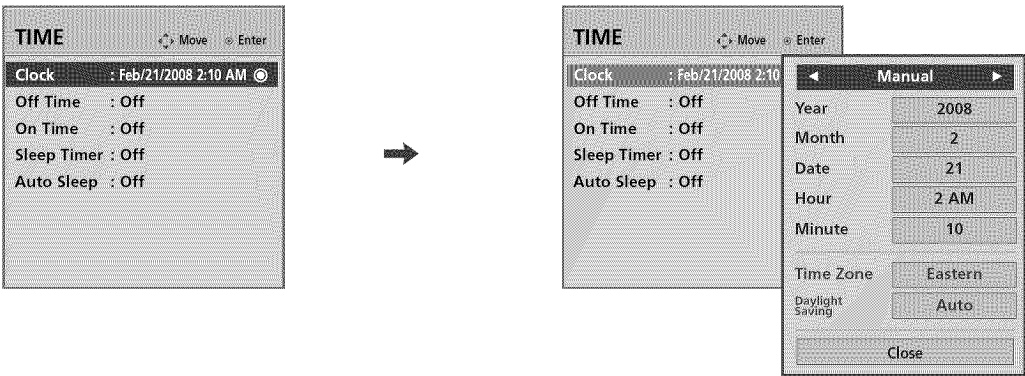 TIME
Move Enter
Clock : Feb/21/2008 2:10 AM
Off Time : Off
On Time : Off
Sleep Timer : Off
Auto Sleep : Off
TIME
Move Enter
Clock : Feb/21/2008 2:10
Off Time : Off
On Time : Off
Sleep Timer : Off
Auto Sleep : Off
Manual
Year 2008
Month 2
Date 21
Hour 2 AM
Minute 10
Time Zone Eastern
Daylight Saving Auto
Close